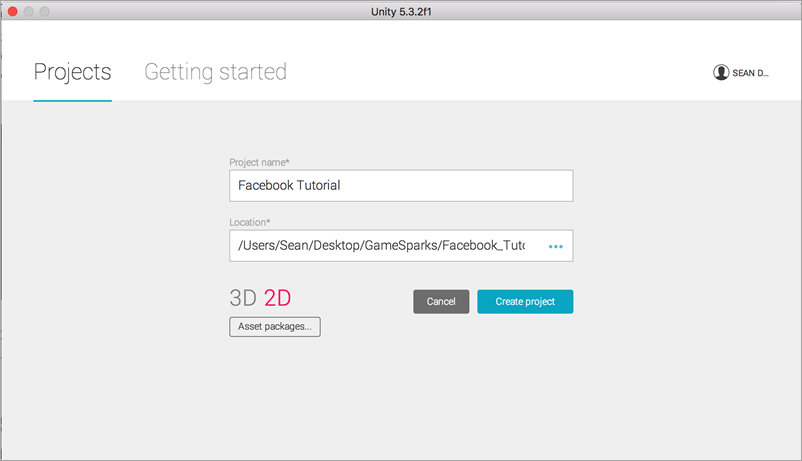 Unity 5.3.2f1
Projects Getting started SEAN D...
Project name*
Facebook Tutorial
Location*
/Users/Sean/Desktop/GameSparks/Facebook_Tuto
3D 2D Cancel Create project
Asset packages...